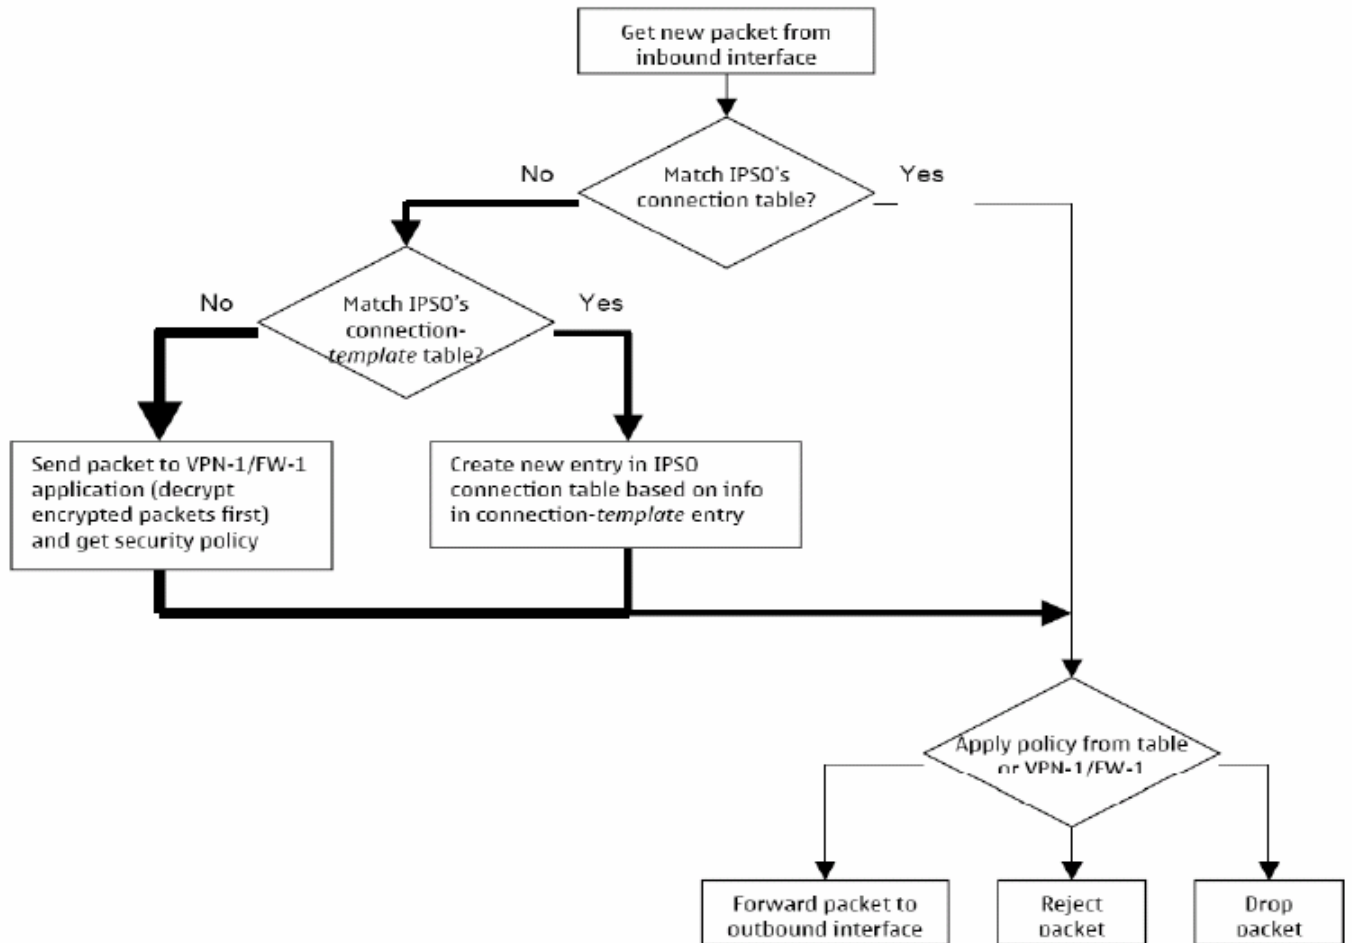 Get new packet from
inbound interface
No
Match IPSO's
connection table?
Yes
No
Match IPSO's
connection-
template table?
Yes
Send packet to VPN-1/FW-1
application (decrypt
encrypted packets first)
and get security policy
Create new entry in IPSO
connection table based on info
in connection-template entry
Apply policy from table
or VPN-1/FW-1
Forward packet to
outbound interface
Reject
packet
Drop
packet